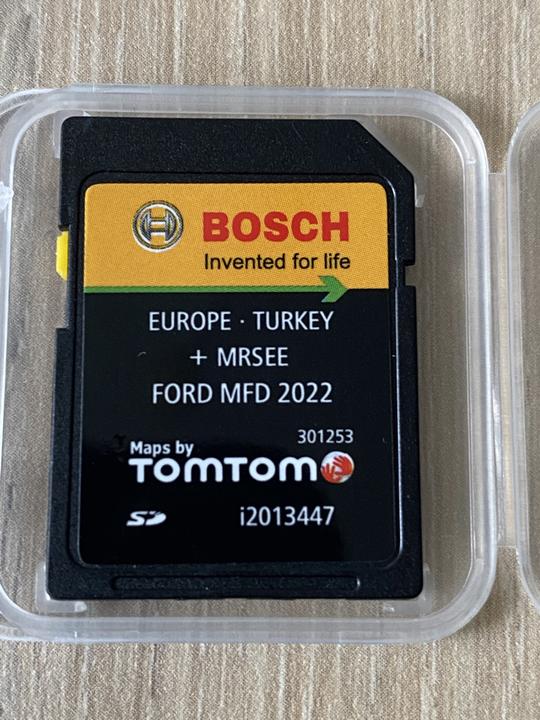 BOSCH
Invented for life
EUROPE · TURKEY
+ MRSEE
FORD MFD 2022
301253
Maps by
TOMTOM
SD i2013447